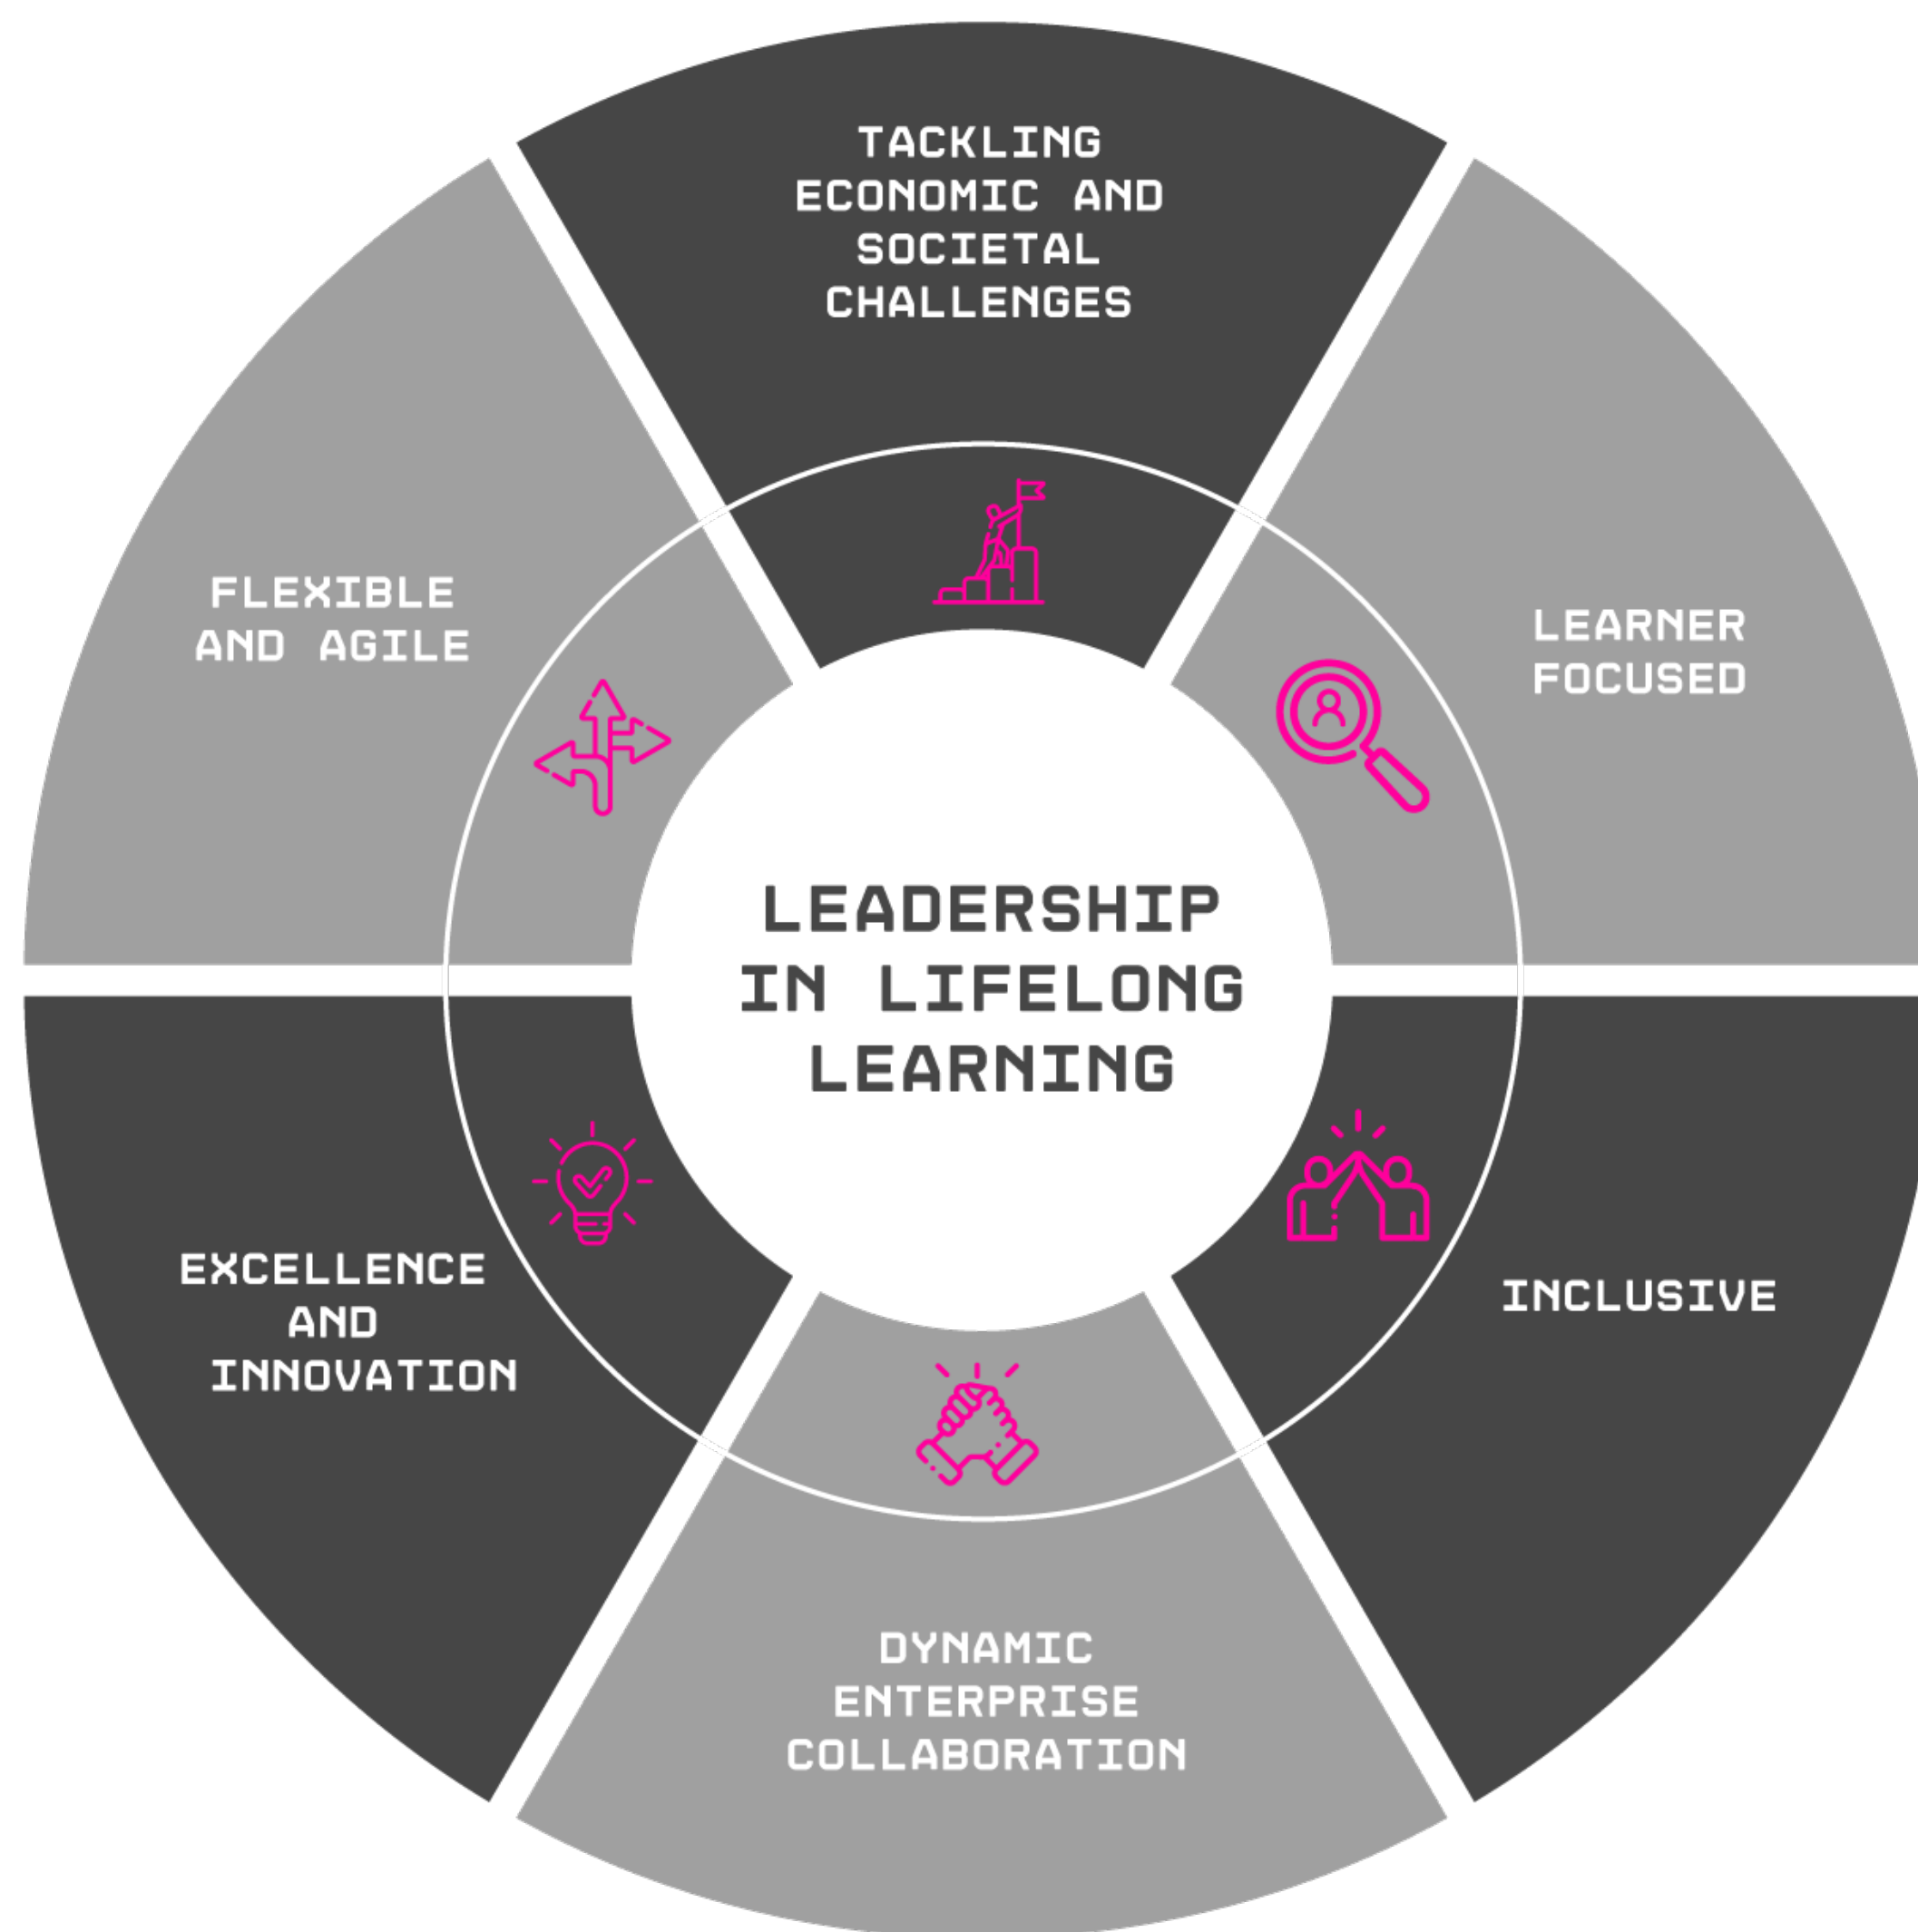 TACKLING
ECONOMIC AND
SOCIETAL
CHALLENGES
LEARNER
FOCUSED
INCLUSIVE
DYNAMIC
ENTERPRISE
COLLABORATION
EXCELLENCE
AND
INNOVATION
FLEXIBLE
AND AGILE
LEADERSHIP
IN LIFELONG
LEARNING